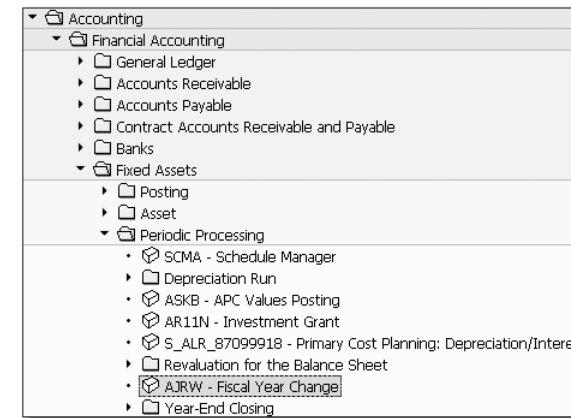 Accounting
Financial Accounting
General Ledger
Accounts Receivable
Accounts Payable
Contract Accounts Receivable and Payable
Banks
Fixed Assets
Posting
Asset
Periodic Processing
SCMA - Schedule Manager
Depreciation Run
ASKB - APC Values Posting
AR11N - Investment Grant
S_ALR_87099918 - Primary Cost Planning: Depreciation/Intere
Revaluation for the Balance Sheet
AJRW - Fiscal Year Change
Year-End Closing